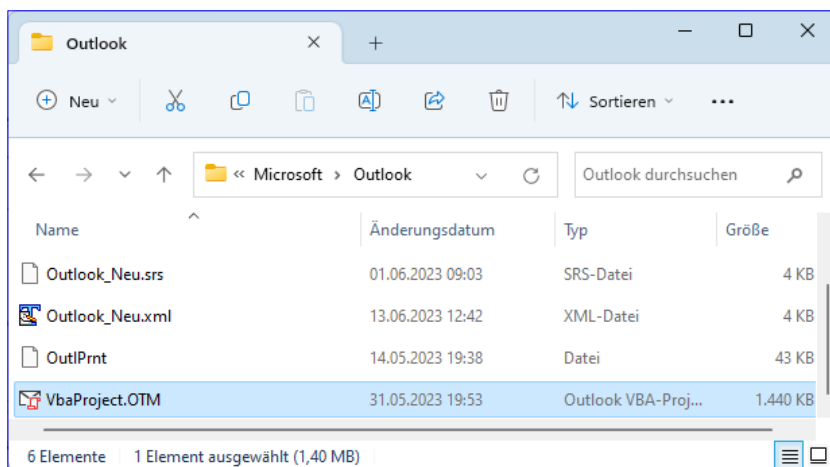 Outlook
Neu
Sortieren
« Microsoft › Outlook
Outlook durchsuchen
Name Änderungsdatum Typ Größe
Outlook_Neu.srs 01.06.2023 09:03 SRS-Datei 4 KB
Outlook_Neu.xml 13.06.2023 12:42 XML-Datei 4 KB
OutlPrnt 14.05.2023 19:38 Datei 43 KB
VbaProject.OTM 31.05.2023 19:53 Outlook VBA-Proj... 1.440 KB
6 Elemente 1 Element ausgewählt (1,40 MB)